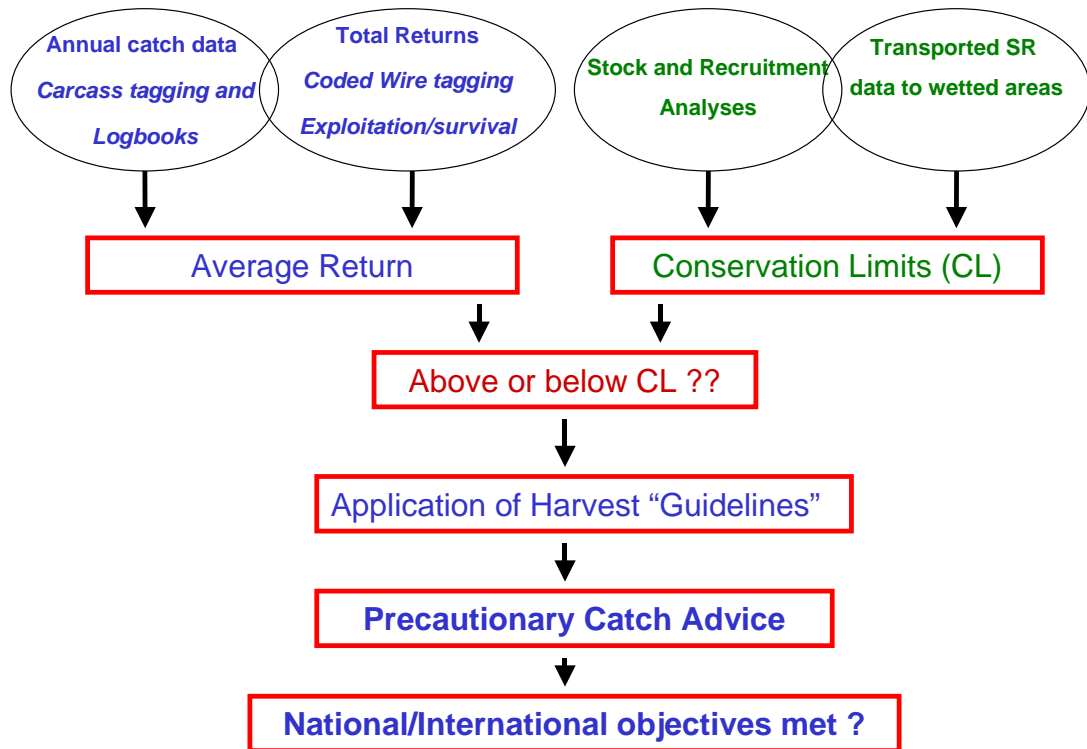 Annual catch data
Carcass tagging and
Logbooks
Total Returns
Coded Wire tagging
Exploitation/survival
Stock and Recruitment
Analyses
Transported SR
data to wetted areas
Average Return
Conservation Limits (CL)
Above or below CL ??
Application of Harvest “Guidelines”
Precautionary Catch Advice
National/International objectives met ?